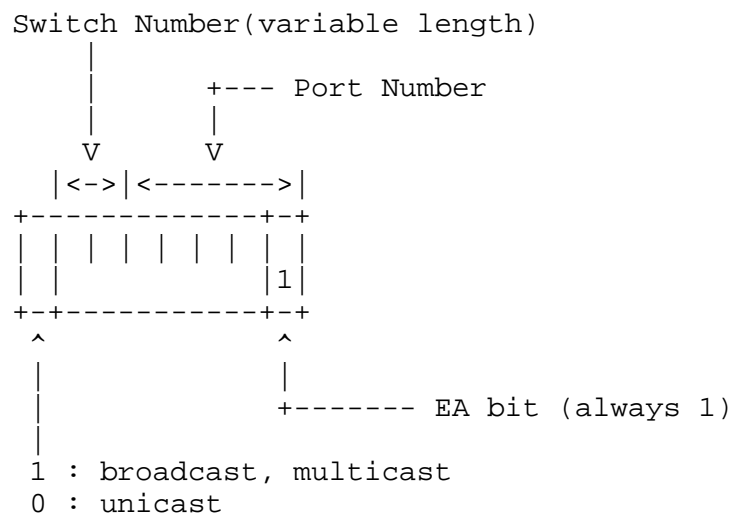 Switch Number(variable length)
|
| +--- Port Number
| |
V V
|<->|<------->|
+-------------+-+
| | | | | | | | |
| | |1|
+-+-----------+-+
^ ^
| |
| +------- EA bit (always 1)
|
1 : broadcast, multicast
0 : unicast